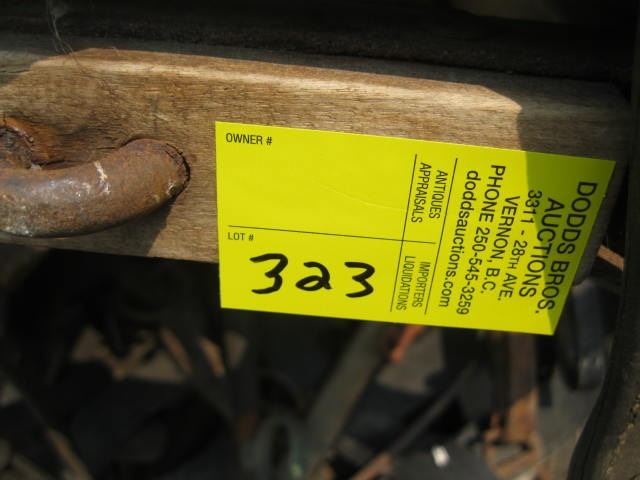 OWNER #
LOT #
323
ANTIQUES
APPRAISALS
IMPORTERS
LIQUIDATIONS
DODDS BROS.
AUCTIONS
3311 - 28TH AVE.
VERNON, B.C.
PHONE 250-545-3259
doddsauctions.com